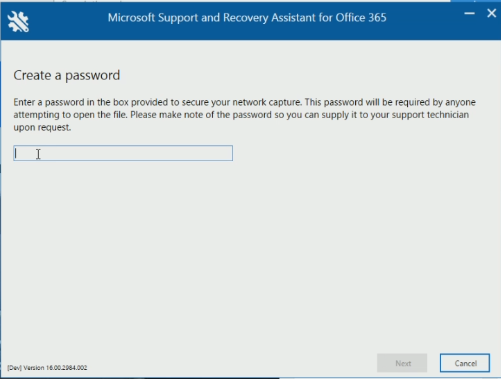 Microsoft Support and Recovery Assistant for Office 365
Create a password
Enter a password in the box provided to secure your network capture. This password will be required by anyone
attempting to open the file. Please make note of the password so you can supply it to your support technician
upon request.
[Dev] Version 16.00.2984.002
Next
Cancel